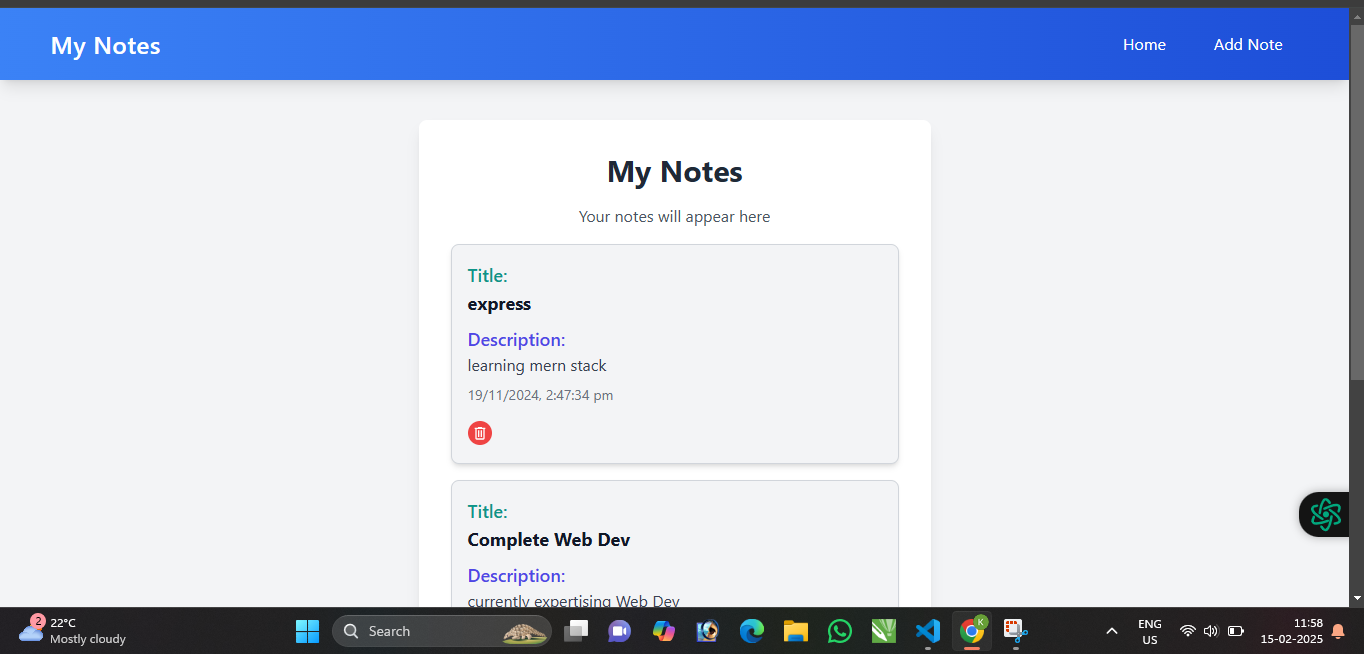 My Notes
Home
Add Note
My Notes
Your notes will appear here
Title:
express
Description:
learning mern stack
19/11/2024, 2:47:34 pm
Title:
Complete Web Dev
Description:
currently expertising Web Dev
2
22°C
Mostly cloudy
Search
K
ENG
US
11:58
15-02-2025